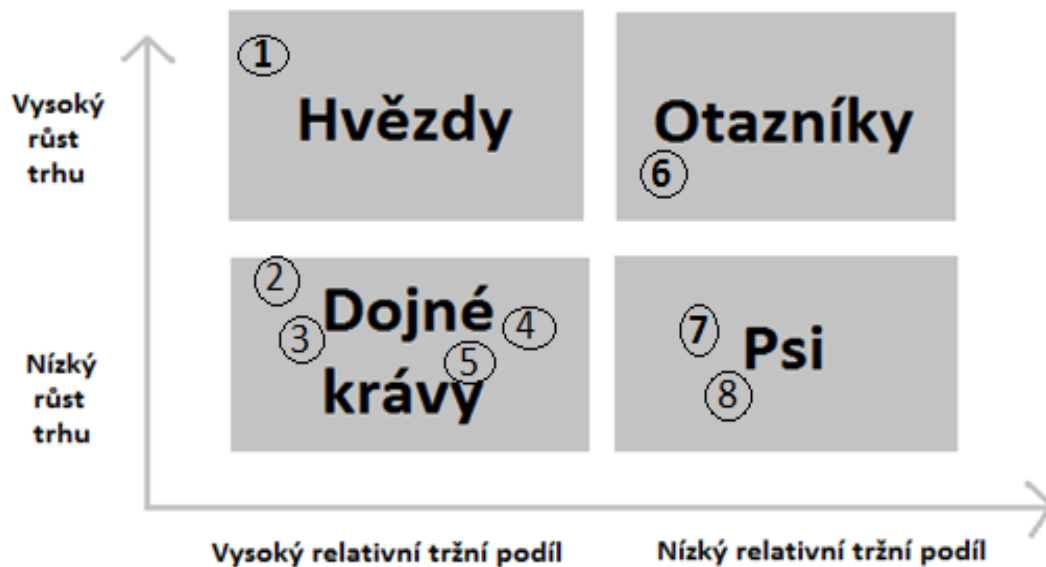 1
Hvězdy
Otazníky
6
Vysoký
růst
trhu
2
3
Dojné
krávy
4
5
7
Psi
8
Nízký
růst
trhu
Vysoký relativní tržní podíl
Nízký relativní tržní podíl